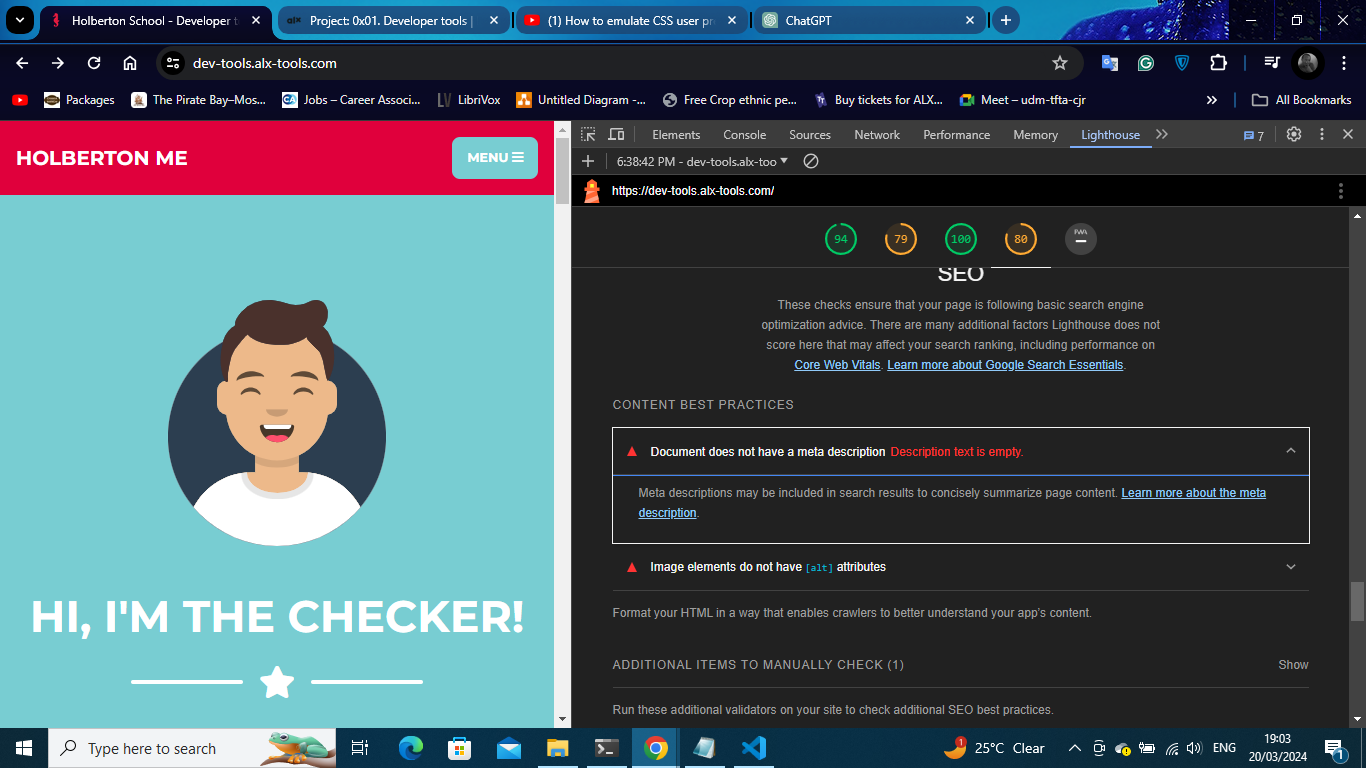 Holberton School - Developer t
Project: 0x01. Developer tools |
(1) How to emulate CSS user pr
ChatGPT
dev-tools.alx-tools.com
Packages
The Pirate Bay–Mos...
Jobs – Career Associ...
LibriVox
Untitled Diagram -...
Free Crop ethnic pe...
Buy tickets for ALX...
Meet – udm-tfta-cjr
»
All Bookmarks
HOLBERTON ME
MENU
Elements
Console
Sources
Network
Performance
Memory
Lighthouse
7
6:38:42 PM - dev-tools.alx-too
https://dev-tools.alx-tools.com/
94
79
100
80
PWA
SEO
These checks ensure that your page is following basic search engine
optimization advice. There are many additional factors Lighthouse does not
score here that may affect your search ranking, including performance on
Core Web Vitals. Learn more about Google Search Essentials.
CONTENT BEST PRACTICES
Document does not have a meta description Description text is empty.
Meta descriptions may be included in search results to concisely summarize page content. Learn more about the meta
description.
Image elements do not have [alt] attributes
Format your HTML in a way that enables crawlers to better understand your app's content.
ADDITIONAL ITEMS TO MANUALLY CHECK (1)
Show
Run these additional validators on your site to check additional SEO best practices.
HI, I'M THE CHECKER!
Type here to search
1
25°C Clear
ENG
19:03
20/03/2024
1